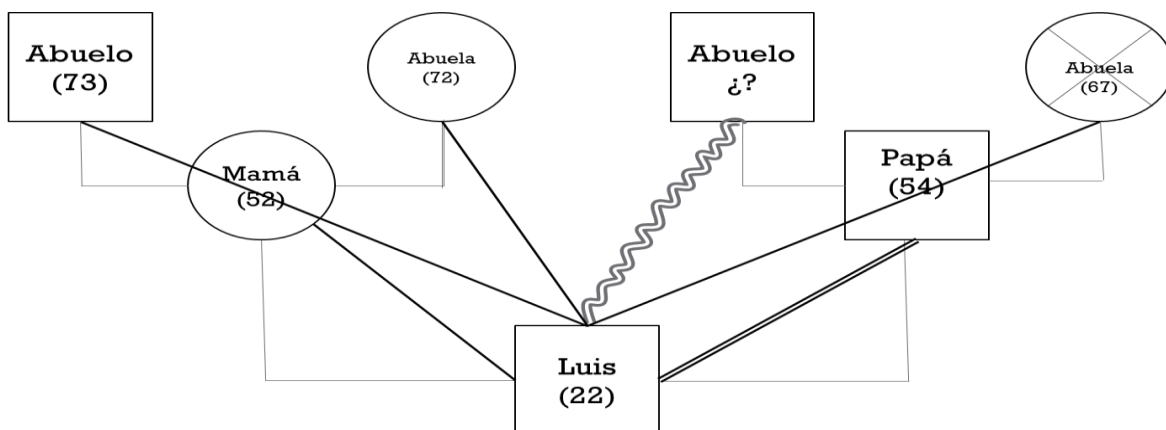 Abuelo
(73)
Abuela
(72)
Abuelo
¿?
Abuela
(67)
Mamá
(52)
Papá
(54)
Luis
(22)